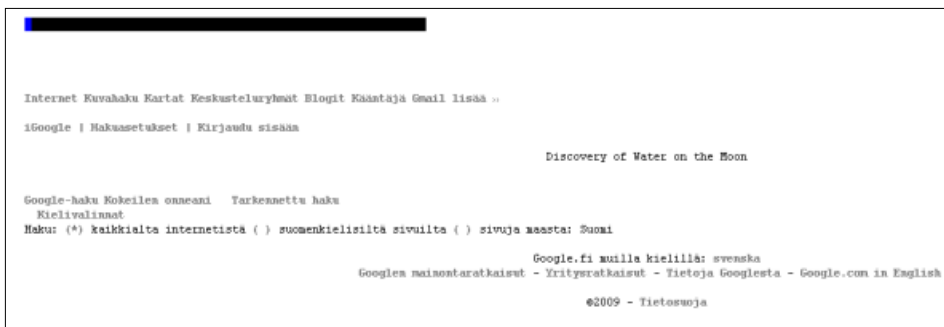 Internet Kuvahaku Kartat Keskusteluryhmät Blogit Kääntäjä Gmail lisää »
iGoogle | Hakuasetukset | Kirjaudu sisään
Discovery of Water on the Moon
Google-haku Kokeilen onneani Tarkennettu haku
Kielivalinnat
Haku: (*) kaikkialta internetistä ( ) suomenkielisiltä sivuilta ( ) sivuja maasta: Suomi
Google.fi muilla kielillä: svenska
Googlen mainontaratkaisut - Yritysratkaisut - Tietoja Googlesta - Google.com in English
©2009 - Tietosuoja